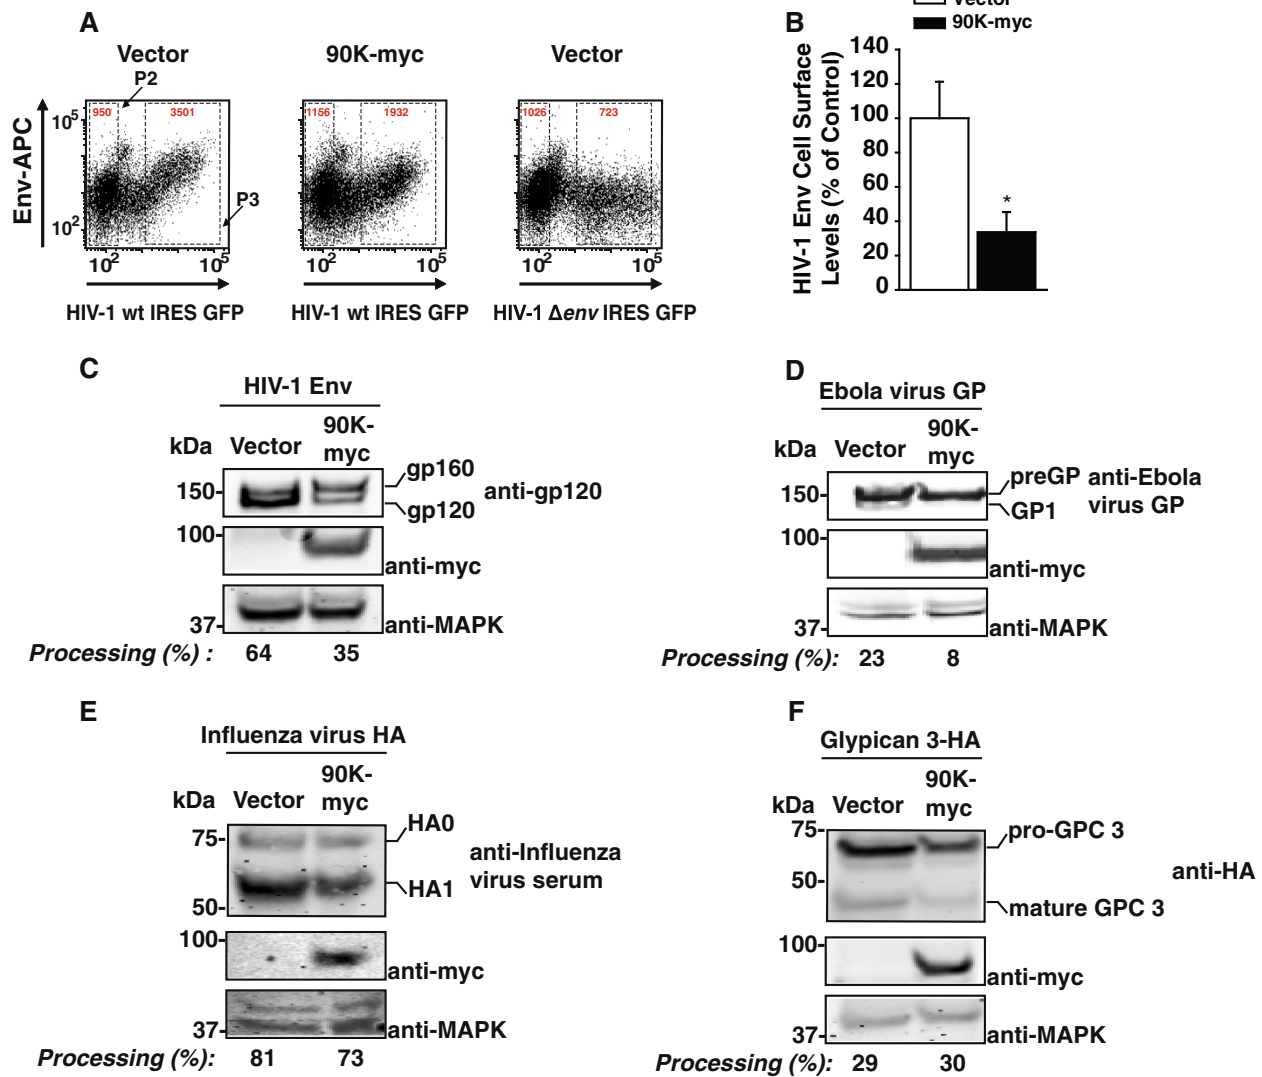 A
Vector
90K-myc
Vector
P2
950
3501
1156
1932
1026
723
Env-APC
10^5
10^2
P3
10^2
10^5
10^2
10^5
10^2
10^5
HIV-1 wt IRES GFP
HIV-1 wt IRES GFP
HIV-1 Δenv IRES GFP
B
Vector
90K-myc
HIV-1 Env Cell Surface
Levels (% of Control)
140
120
100
80
60
40
20
0
*
C
HIV-1 Env
kDa
Vector
90K-
myc
150-
gp160
gp120
anti-gp120
100-
anti-myc
37-
anti-MAPK
Processing (%) : 64 35
D
Ebola virus GP
kDa
Vector
90K-
myc
150-
preGP
GP1
anti-Ebola
virus GP
100-
anti-myc
37-
anti-MAPK
Processing (%): 23 8
E
Influenza virus HA
kDa
Vector
90K-
myc
75-
HA0
HA1
50-
anti-Influenza
virus serum
100-
anti-myc
37-
anti-MAPK
Processing (%): 81 73
F
Glypican 3-HA
kDa
Vector
90K-
myc
75-
pro-GPC 3
50-
mature GPC 3
anti-HA
100-
anti-myc
37-
anti-MAPK
Processing (%): 29 30